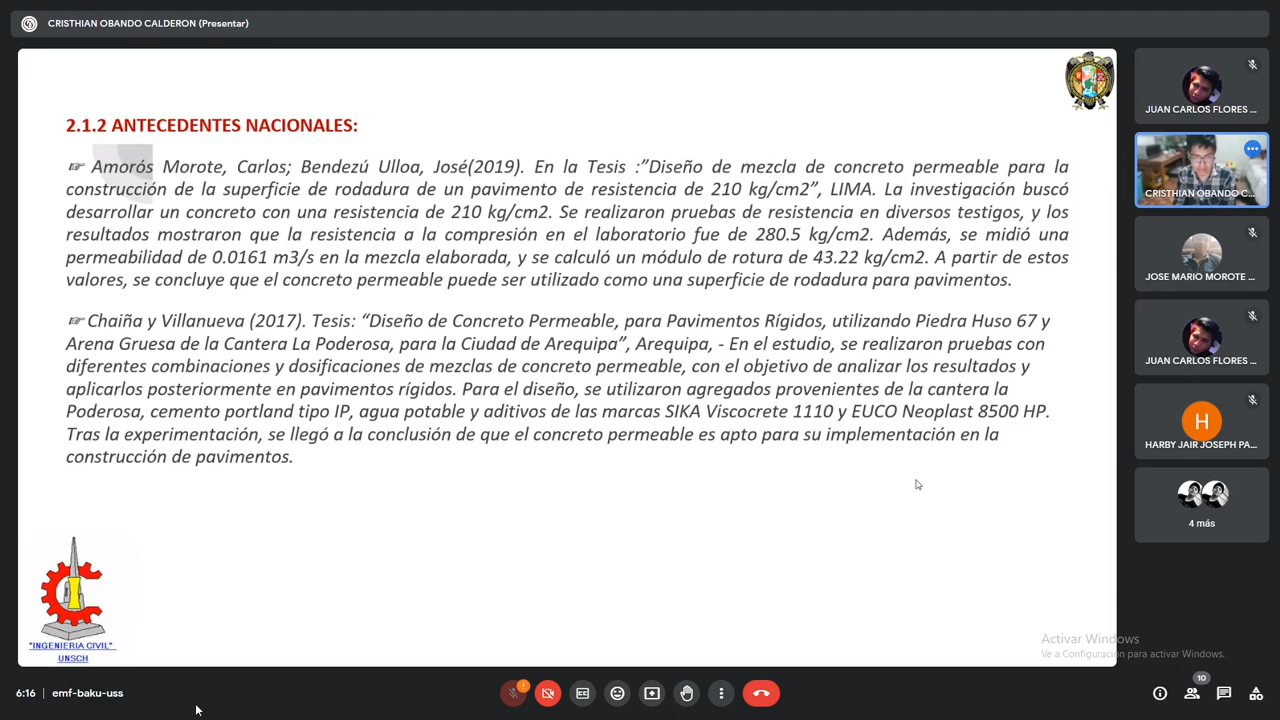 CRISTHIAN OBANDO CALDERON (Presentar)
2.1.2 ANTECEDENTES NACIONALES:
☞ Amorós Morote, Carlos; Bendezú Ulloa, José(2019). En la Tesis :”Diseño de mezcla de concreto permeable para la
construcción de la superficie de rodadura de un pavimento de resistencia de 210 kg/cm2”, LIMA. La investigación buscó
desarrollar un concreto con una resistencia de 210 kg/cm2. Se realizaron pruebas de resistencia en diversos testigos, y los
resultados mostraron que la resistencia a la compresión en el laboratorio fue de 280.5 kg/cm2. Además, se midió una
permeabilidad de 0.0161 m3/s en la mezcla elaborada, y se calculó un módulo de rotura de 43.22 kg/cm2. A partir de estos
valores, se concluye que el concreto permeable puede ser utilizado como una superficie de rodadura para pavimentos.
☞ Chaiña y Villanueva (2017). Tesis: “Diseño de Concreto Permeable, para Pavimentos Rígidos, utilizando Piedra Huso 67 y
Arena Gruesa de la Cantera La Poderosa, para la Ciudad de Arequipa”, Arequipa, - En el estudio, se realizaron pruebas con
diferentes combinaciones y dosificaciones de mezclas de concreto permeable, con el objetivo de analizar los resultados y
aplicarlos posteriormente en pavimentos rígidos. Para el diseño, se utilizaron agregados provenientes de la cantera la
Poderosa, cemento portland tipo IP, agua potable y aditivos de las marcas SIKA Viscocrete 1110 y EUCO Neoplast 8500 HP.
Tras la experimentación, se llegó a la conclusión de que el concreto permeable es apto para su implementación en la
construcción de pavimentos.
"INGENIERIA CIVIL"
UNSCH
JUAN CARLOS FLORES ...
CRISTHIAN OBANDO C...
JOSE MARIO MOROTE ...
JUAN CARLOS FLORES ...
H
HARBY JAIR JOSEPH PA...
4 más
Activar Windows
Ve a Configuración para activar Windows.
6:16 | emf-baku-uss
10